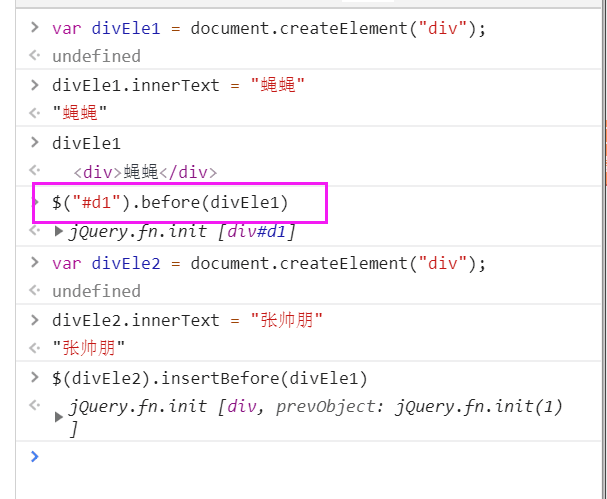 var divEle1 = document.createElement("div");
undefined
divEle1.innerText = "蝇蝇"
"蝇蝇"
divEle1
<div>蝇蝇</div>
$("#d1").before(divEle1)
jQuery.fn.init [div#d1]
var divEle2 = document.createElement("div");
undefined
divEle2.innerText = "张帅朋"
"张帅朋"
$(divEle2).insertBefore(divEle1)
jQuery.fn.init [div, prevObject: jQuery.fn.init(1)
]